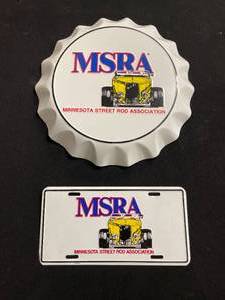 MSRA
MINNESOTA STREET ROD ASSOCIATION
MSRA
MINNESOTA STREET ROD ASSOCIATION